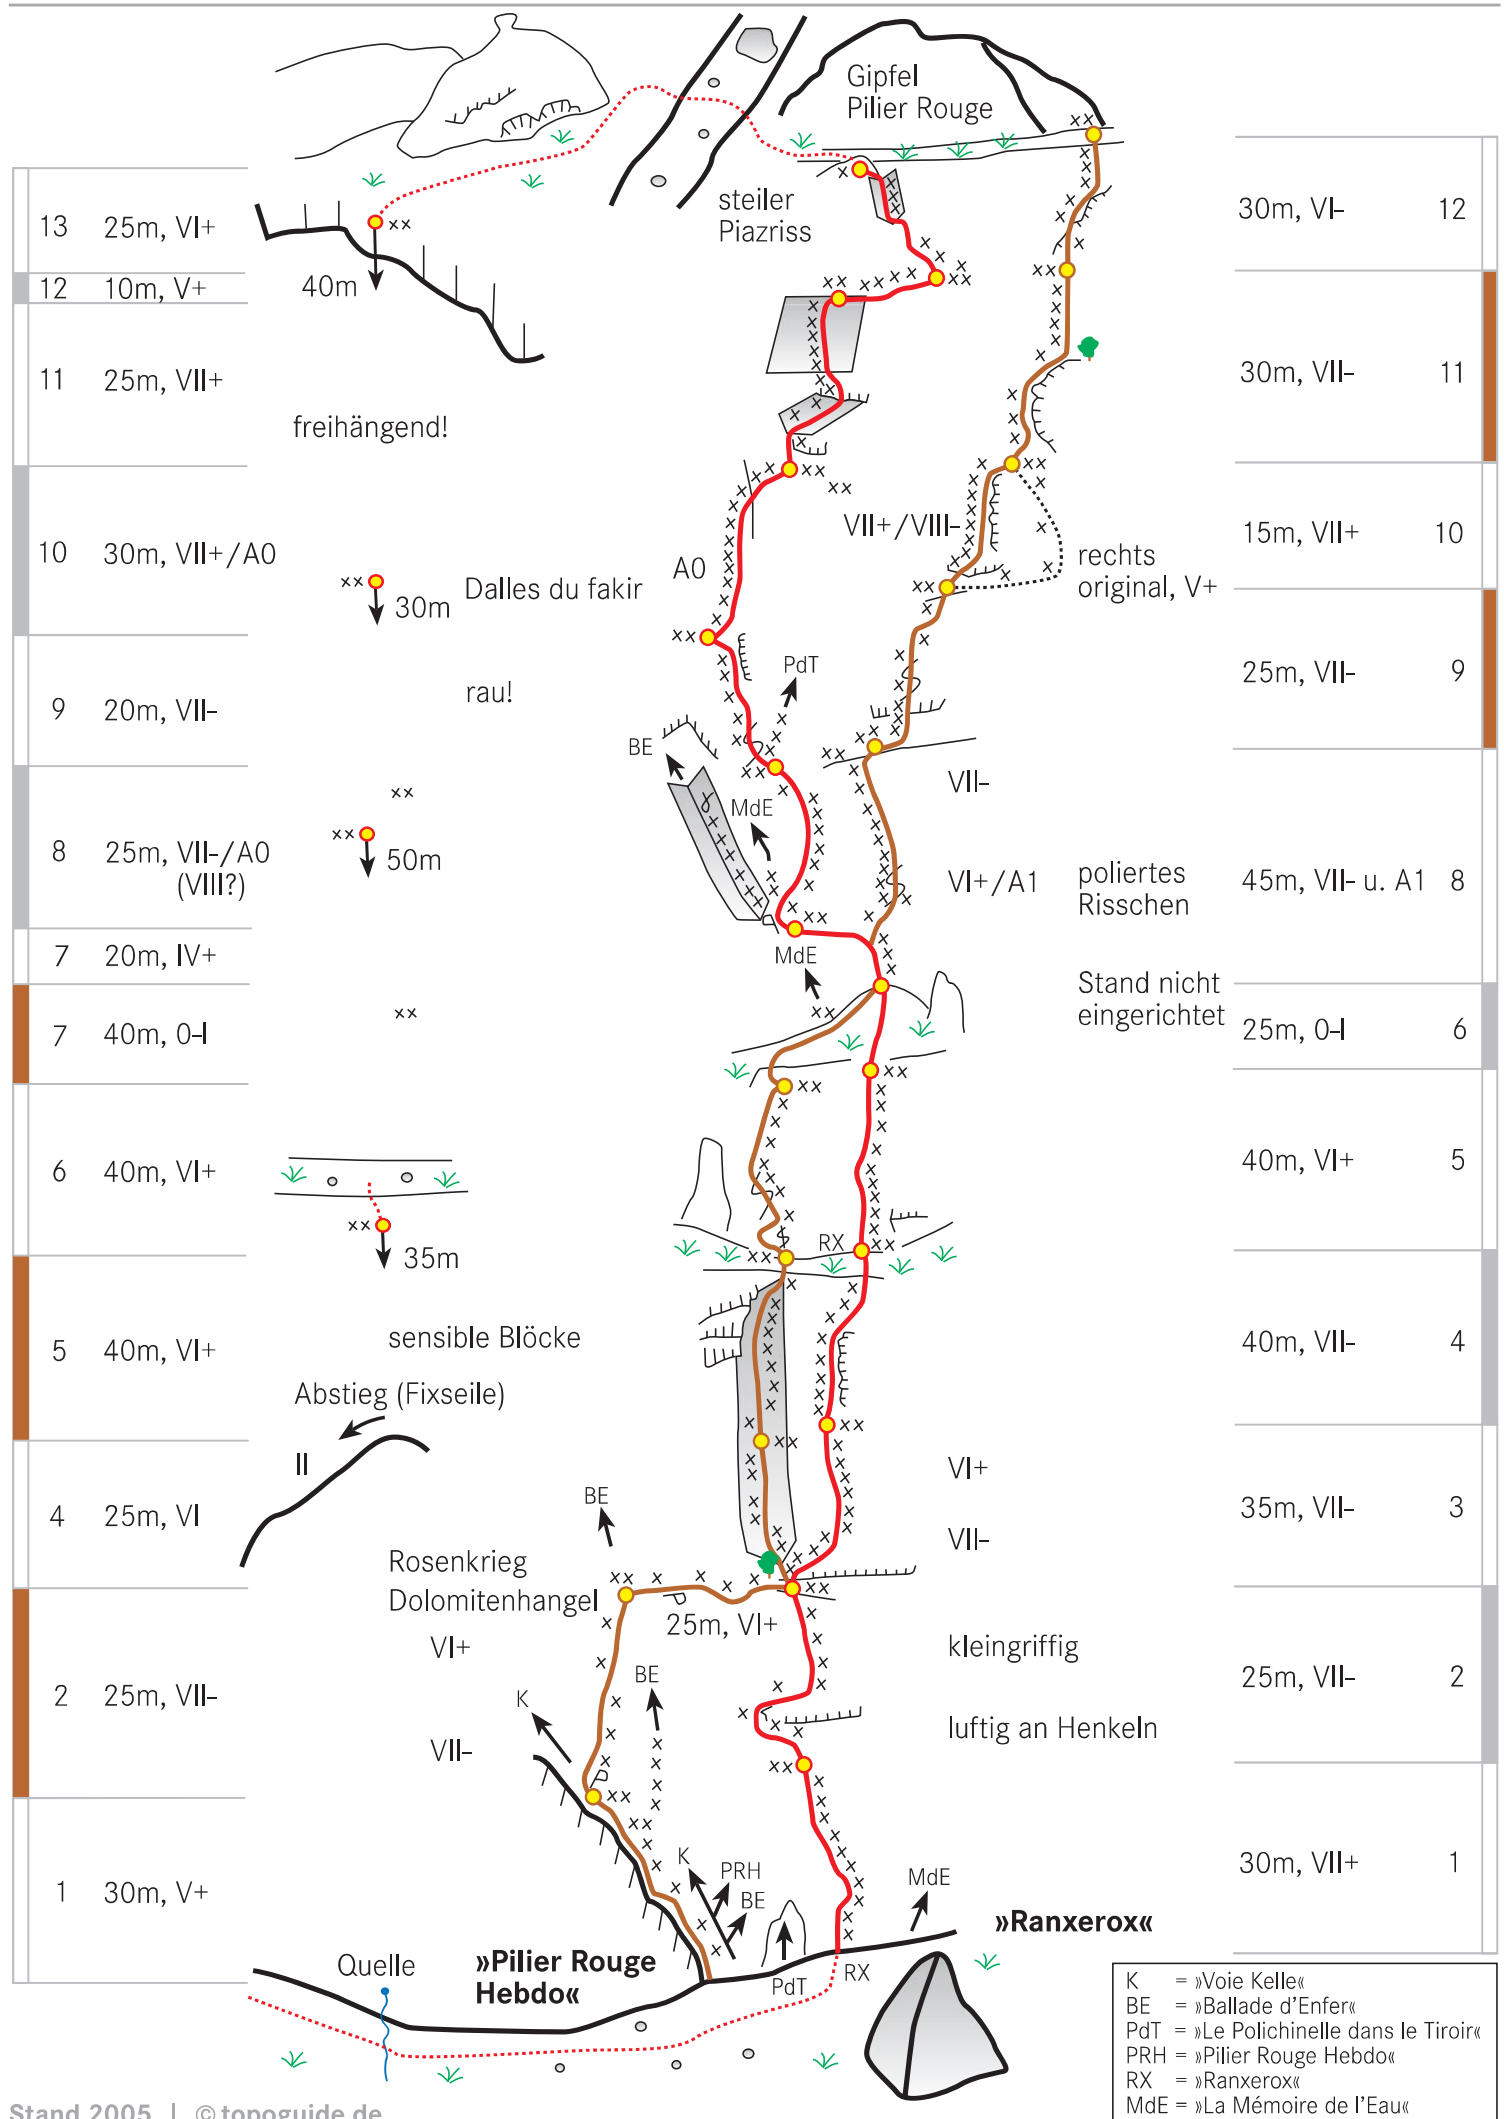 Gipfel
Pilier Rouge
steiler
Piazriss
13 25m, VI+
12 10m, V+
11 25m, VII+
10 30m, VII+/A0
9 20m, VII-
8 25m, VII-/A0
(VIII?)
7 20m, IV+
7 40m, 0-I
6 40m, VI+
5 40m, VI+
4 25m, VI
2 25m, VII-
1 30m, V+
40m
freihängend!
xx
30m
Dalles du fakir
rau!
xx
50m
35m
sensible Blöcke
Abstieg (Fixseile)
II
Rosenkrieg
Dolomitenhangel
VI+
VII-
25m, VI+
A0
VII+/VIII-
rechts
original, V+
PdT
BE
MdE
MdE
VII-
VI+/A1
poliertes
Risschen
Stand nicht
eingerichtet
RX
BE
BE
K
VI+
VII-
kleingriffig
luftig an Henkeln
K
PRH
BE
MdE
PdT
RX
30m, VI- 12
30m, VII- 11
15m, VII+ 10
25m, VII- 9
45m, VII- u. A1 8
25m, 0-I 6
40m, VI+ 5
40m, VII- 4
35m, VII- 3
25m, VII- 2
30m, VII+ 1
»Ranxerox«
»Pilier Rouge
Hebdo«
Quelle
K = »Voie Kelle«
BE = »Ballade d'Enfer«
PdT = »Le Polichinelle dans le Tiroir«
PRH = »Pilier Rouge Hebdo«
RX = »Ranxerox«
MdE = »La Mémoire de l'Eau«
Stand 2005 | © topoguide.de